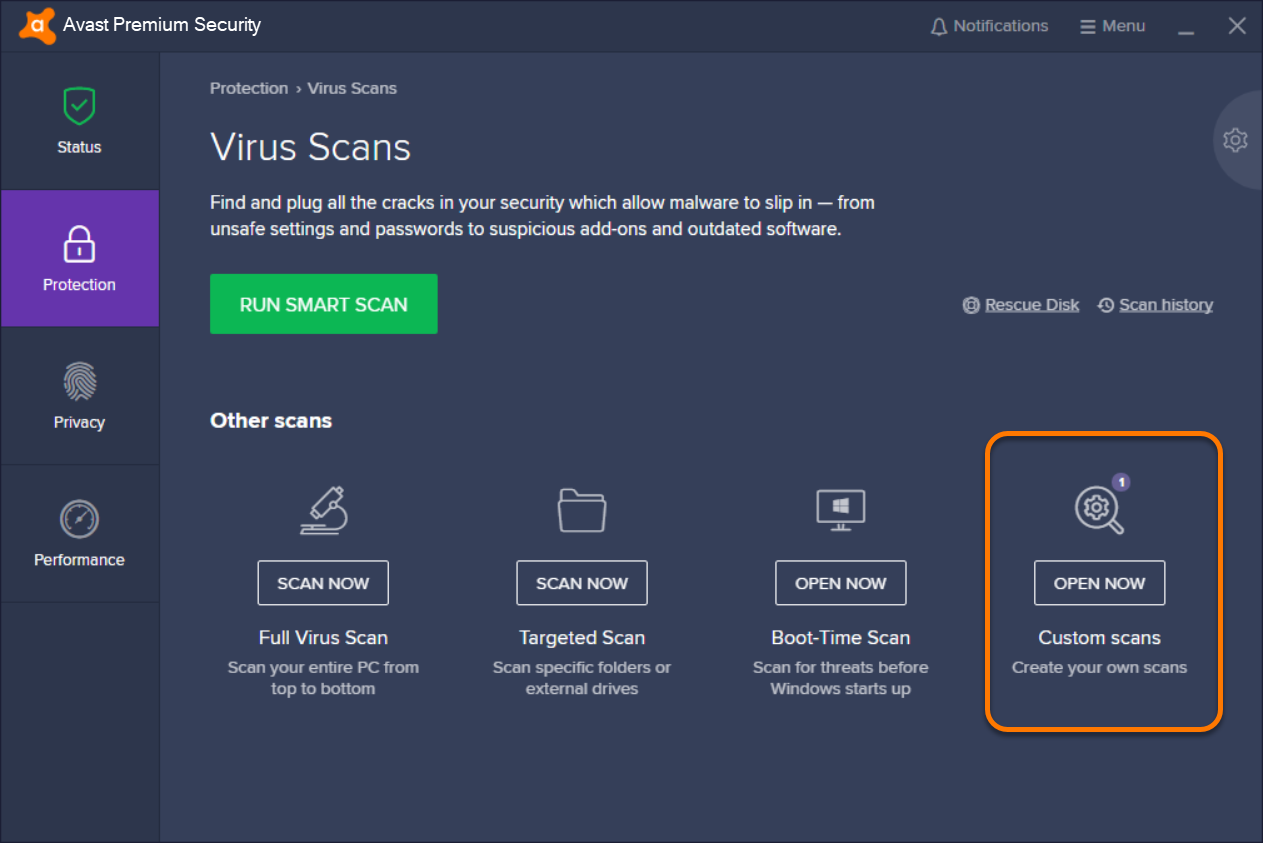 Avast Premium Security
Notifications
Menu
Status
Protection
Privacy
Performance
Protection › Virus Scans
Virus Scans
Find and plug all the cracks in your security which allow malware to slip in — from
unsafe settings and passwords to suspicious add-ons and outdated software.
RUN SMART SCAN
Rescue Disk
Scan history
Other scans
SCAN NOW
Full Virus Scan
Scan your entire PC from
top to bottom
SCAN NOW
Targeted Scan
Scan specific folders or
external drives
OPEN NOW
Boot-Time Scan
Scan for threats before
Windows starts up
1
OPEN NOW
Custom scans
Create your own scans